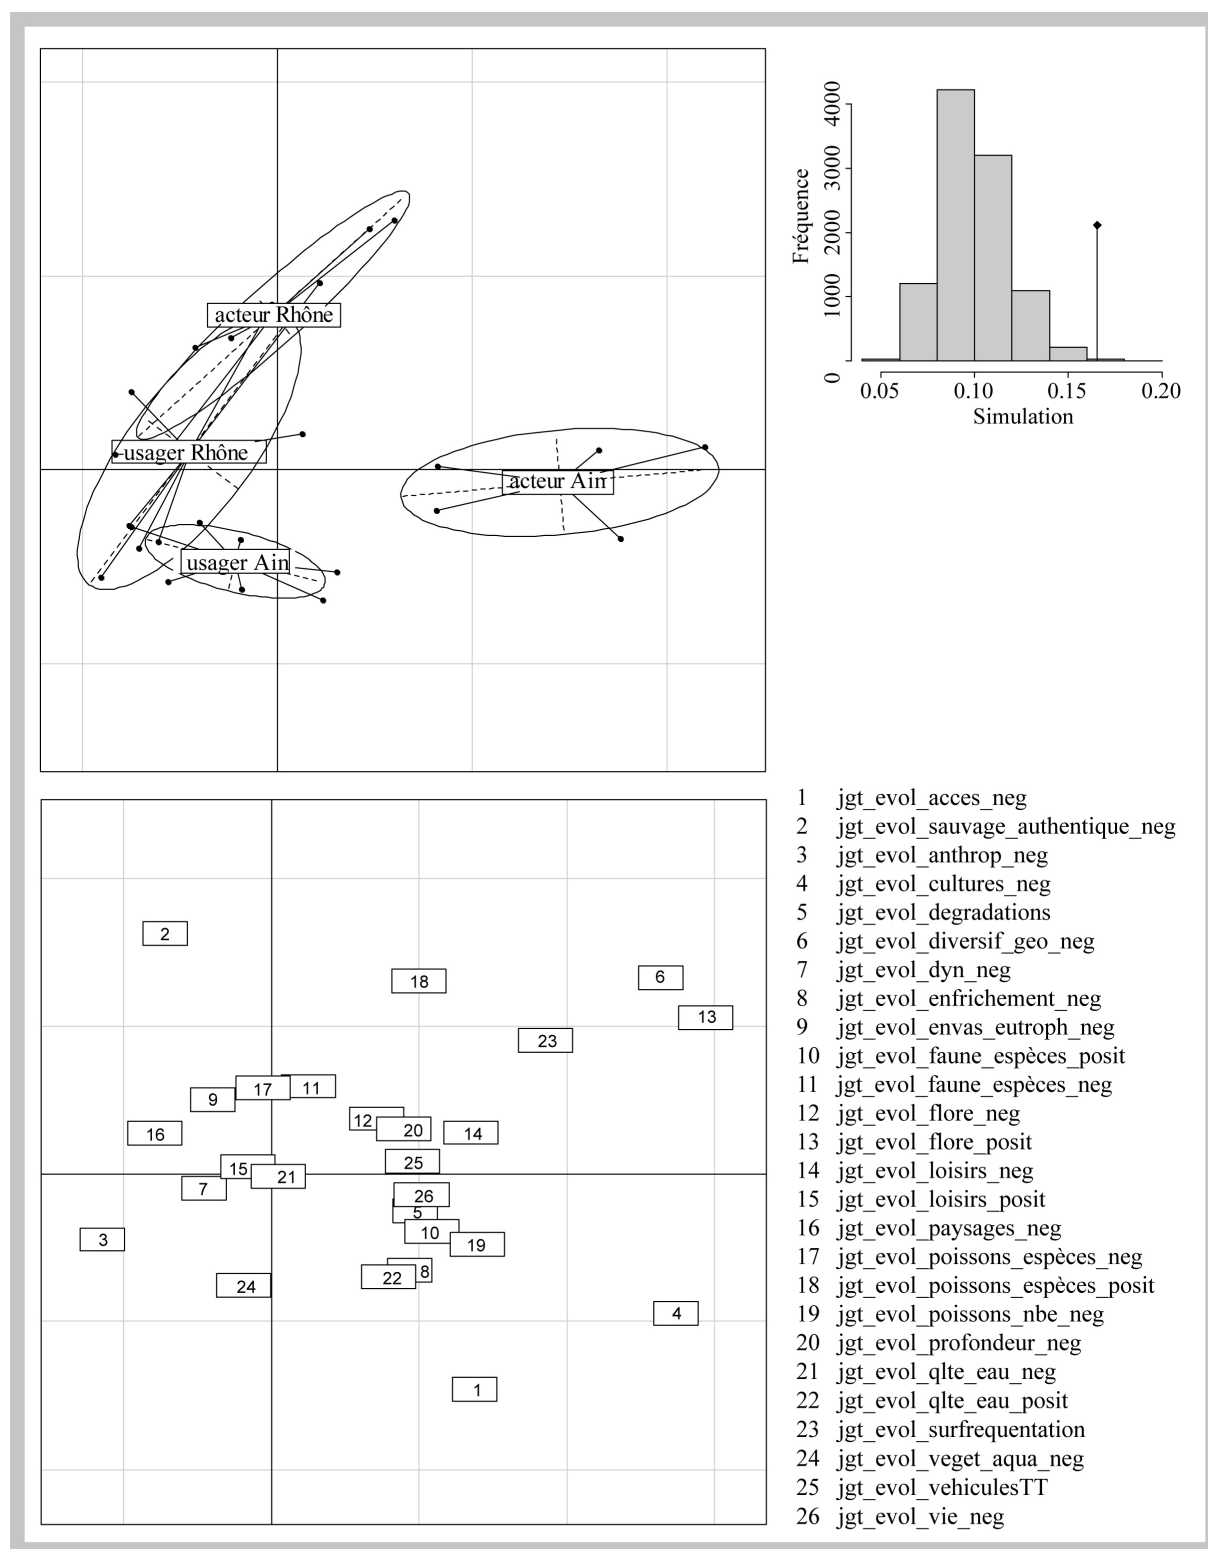 acteur Rhône
usager Rhône
acteur Ain
usager Ain
Fréquence
0 1000 2000 3000 4000
0.05 0.10 0.15 0.20
Simulation
2
18
6
13
23
17
11
9
12
20
16
14
15
25
21
7
26
5
10
3
19
8
22
24
4
1
1 jgt_evol_acces_neg
2 jgt_evol_sauvage_authentique_neg
3 jgt_evol_anthrop_neg
4 jgt_evol_cultures_neg
5 jgt_evol_degradations
6 jgt_evol_diversif_geo_neg
7 jgt_evol_dyn_neg
8 jgt_evol_enfrichement_neg
9 jgt_evol_envas_eutroph_neg
10 jgt_evol_faune_espèces_posit
11 jgt_evol_faune_espèces_neg
12 jgt_evol_flore_neg
13 jgt_evol_flore_posit
14 jgt_evol_loisirs_neg
15 jgt_evol_loisirs_posit
16 jgt_evol_paysages_neg
17 jgt_evol_poissons_espèces_neg
18 jgt_evol_poissons_espèces_posit
19 jgt_evol_poissons_nbe_neg
20 jgt_evol_profondeur_neg
21 jgt_evol_qlte_eau_neg
22 jgt_evol_qlte_eau_posit
23 jgt_evol_surfrequentation
24 jgt_evol_veget_aqua_neg
25 jgt_evol_vehiculesTT
26 jgt_evol_vie_neg